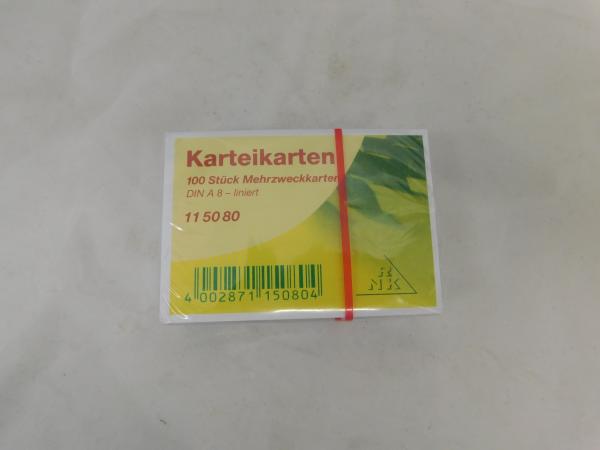 Karteikarten
100 Stück Mehrzweckkarten
DIN A 8 – liniert
11 50 80
4 002871 150804
R
N K